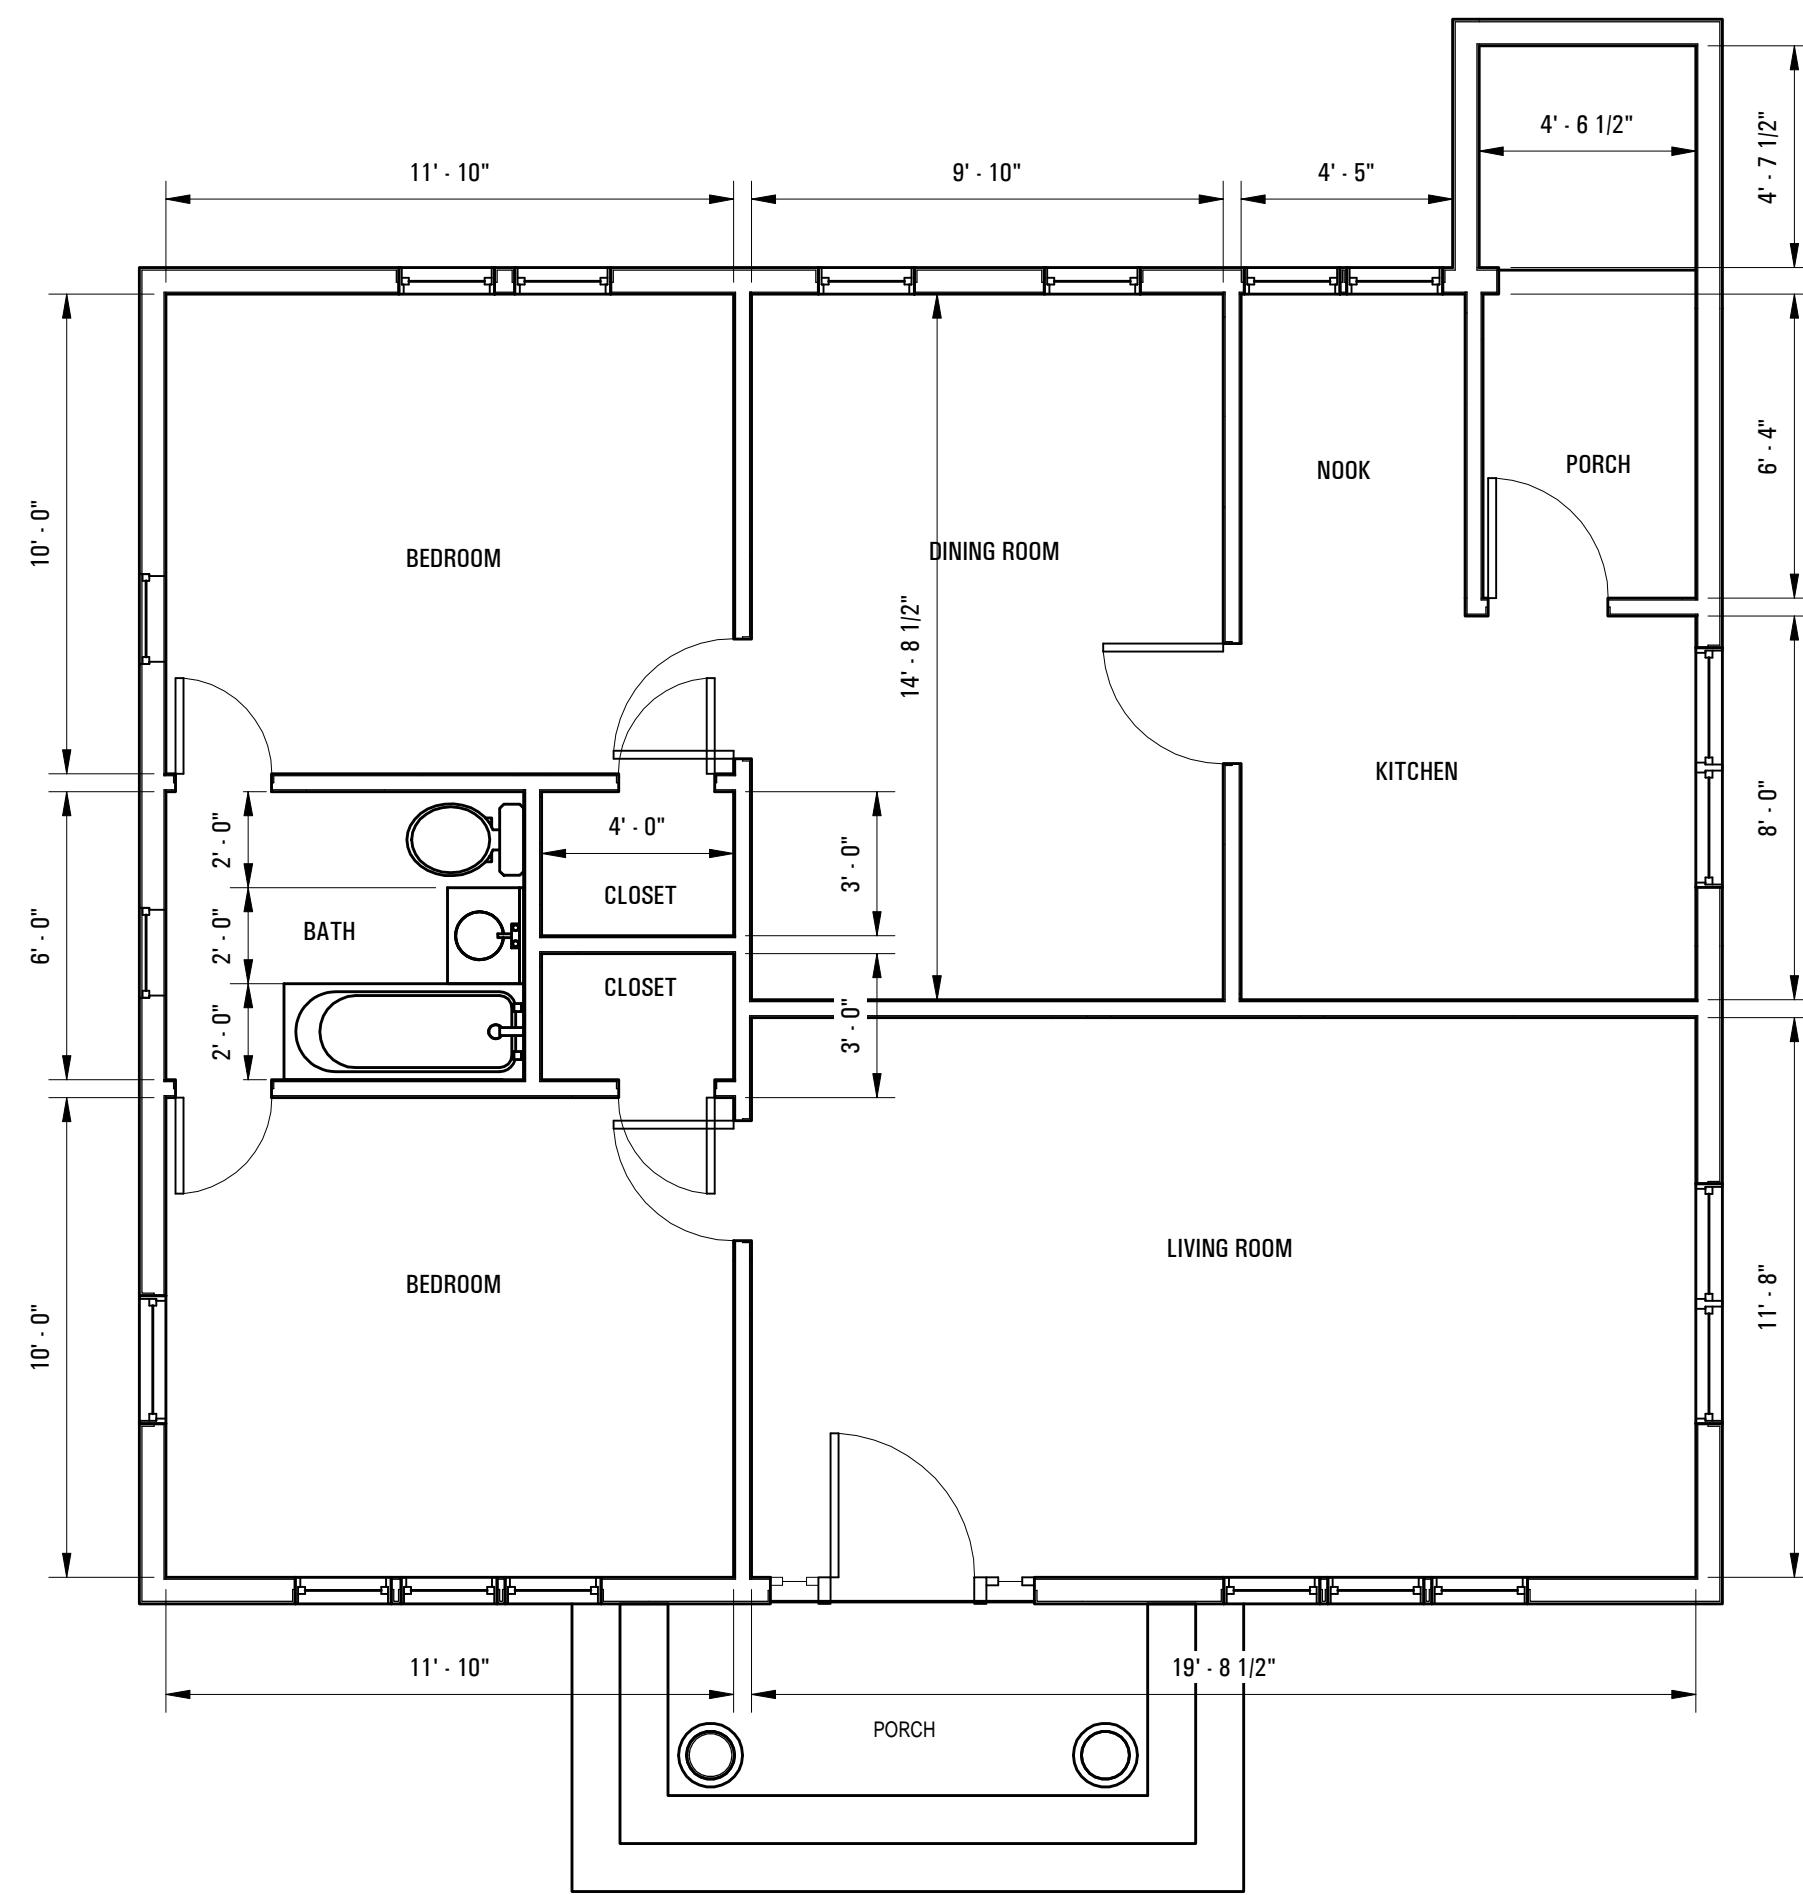 4' - 6 1/2"
4' - 7 1/2"
11' - 10"
9' - 10"
4' - 5"
10' - 0"
BEDROOM
DINING ROOM
14' - 8 1/2"
NOOK
PORCH
6' - 4"
KITCHEN
8' - 0"
6' - 0"
2' - 0"
2' - 0"
2' - 0"
BATH
4' - 0"
CLOSET
3' - 0"
CLOSET
3' - 0"
10' - 0"
BEDROOM
LIVING ROOM
11' - 8"
11' - 10"
19' - 8 1/2"
PORCH